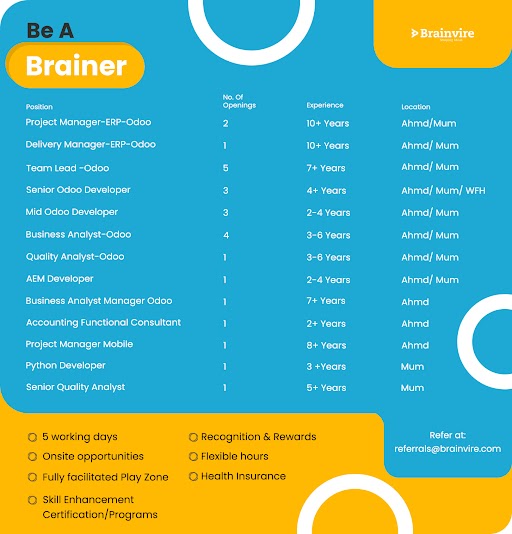 Be A
Brainer
Brainvire
Position No. Of Openings Experience Location
Project Manager-ERP-Odoo 2 10+ Years Ahmd/Mum
Delivery Manager-ERP-Odoo 1 10+ Years Ahmd/ Mum
Team Lead -Odoo 5 7+ Years Ahmd/ Mum
Senior Odoo Developer 3 4+ Years Ahmd/ Mum/ WFH
Mid Odoo Developer 3 2-4 Years Ahmd/ Mum
Business Analyst-Odoo 4 3-6 Years Ahmd/ Mum
Quality Analyst-Odoo 1 3-6 Years Ahmd/ Mum
AEM Developer 1 2-4 Years Ahmd/ Mum
Business Analyst Manager Odoo 1 7+ Years Ahmd
Accounting Functional Consultant 1 2+ Years Ahmd
Project Manager Mobile 1 8+ Years Ahmd
Python Developer 1 3 +Years Mum
Senior Quality Analyst 1 5+ Years Mum
5 working days
Onsite opportunities
Fully facilitated Play Zone
Skill Enhancement
Certification/Programs
Recognition & Rewards
Flexible hours
Health Insurance
Refer at:
referrals@brainvire.com